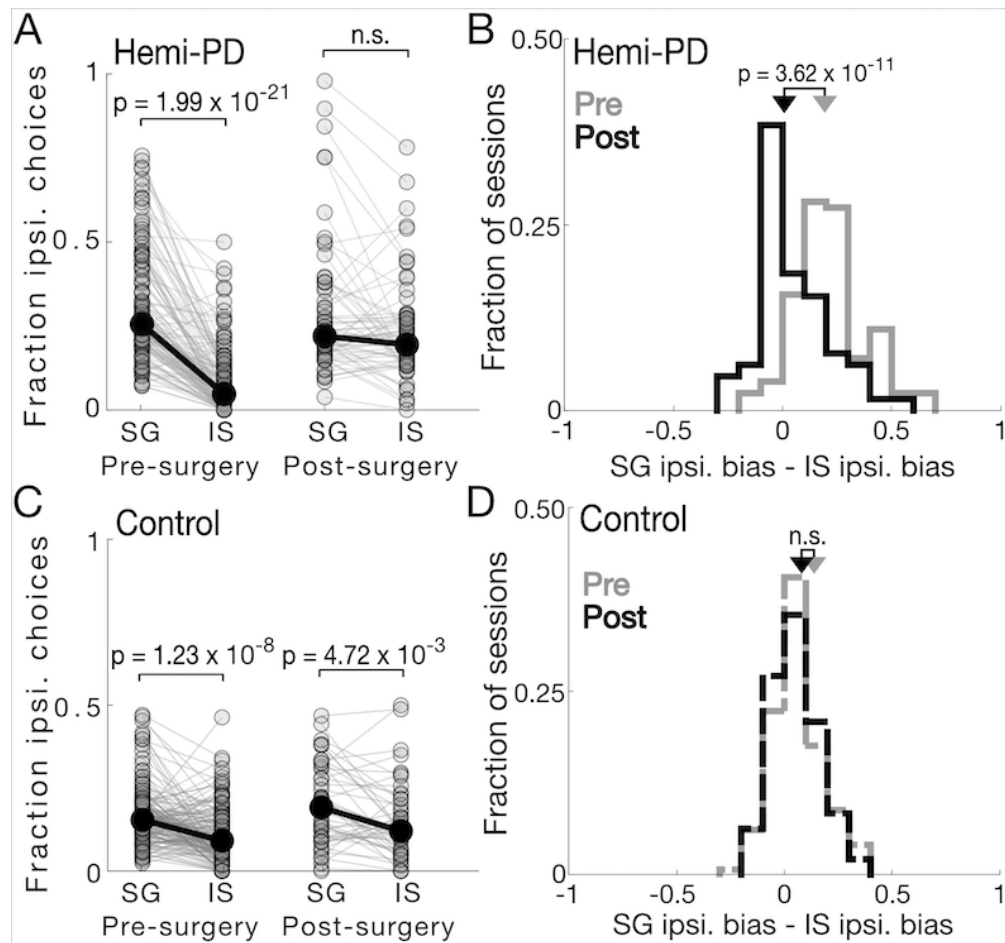 A
Hemi-PD
n.s.
p = 1.99 x 10-21
1
0.5
0
Fraction ipsi. choices
SG IS SG IS
Pre-surgery Post-surgery
B
Hemi-PD
Pre
Post
p = 3.62 x 10-11
0.50
0.25
0
Fraction of sessions
-1 -0.5 0 0.5 1
SG ipsi. bias - IS ipsi. bias
C
Control
1
p = 1.23 x 10-8 p = 4.72 x 10-3
0.5
0
Fraction ipsi. choices
SG IS SG IS
Pre-surgery Post-surgery
D
Control
n.s.
Pre
Post
0.50
0.25
0
Fraction of sessions
-1 -0.5 0 0.5 1
SG ipsi. bias - IS ipsi. bias